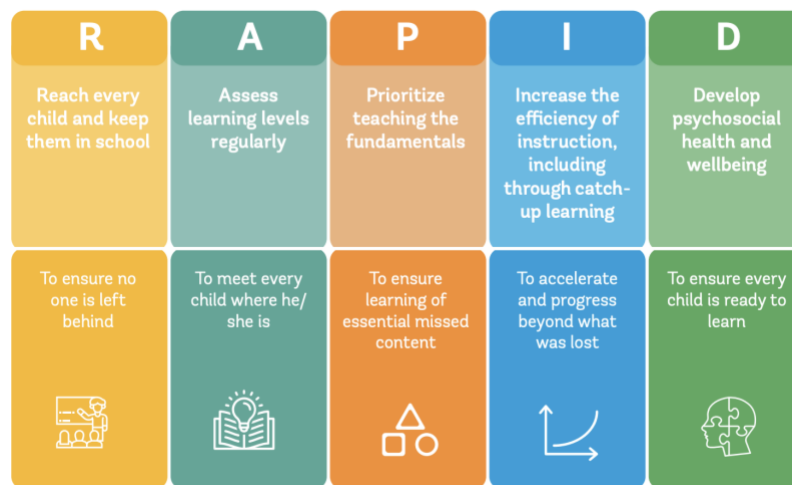 R
Reach every
child and keep
them in school
To ensure no
one is left
behind
A
Assess
learning levels
regularly
To meet every
child where he/
she is
P
Prioritize
teaching the
fundamentals
To ensure
learning of
essential missed
content
I
Increase the
efficiency of
instruction,
including
through catch-
up learning
To accelerate
and progress
beyond what
was lost
D
Develop
psychosocial
health and
wellbeing
To ensure every
child is ready to
learn